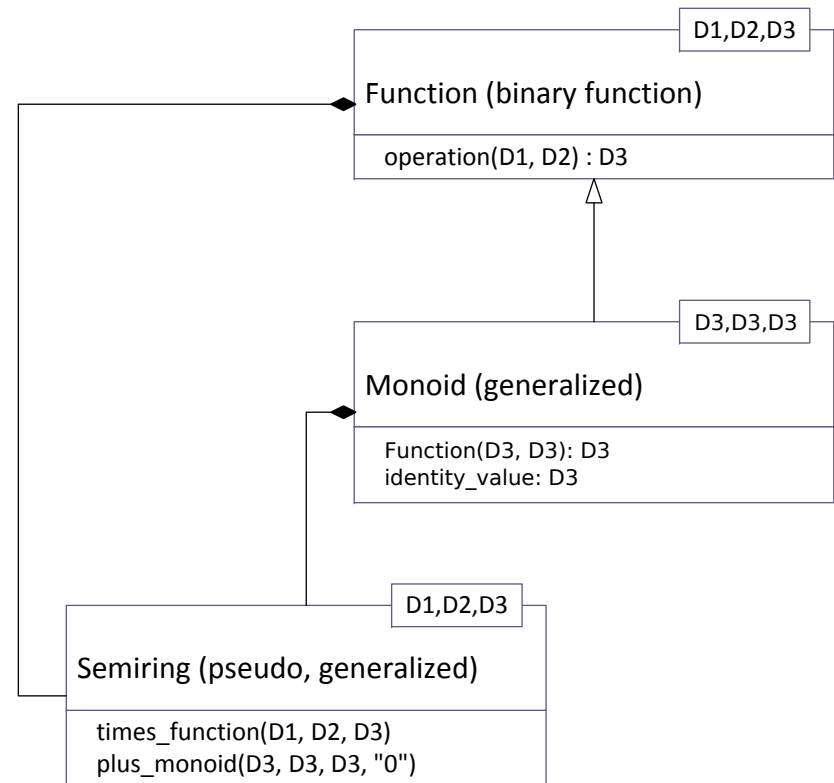 D1,D2,D3
Function (binary function)
operation(D1, D2) : D3
D3,D3,D3
Monoid (generalized)
Function(D3, D3): D3
identity_value: D3
D1,D2,D3
Semiring (pseudo, generalized)
times_function(D1, D2, D3)
plus_monoid(D3, D3, D3, "0")